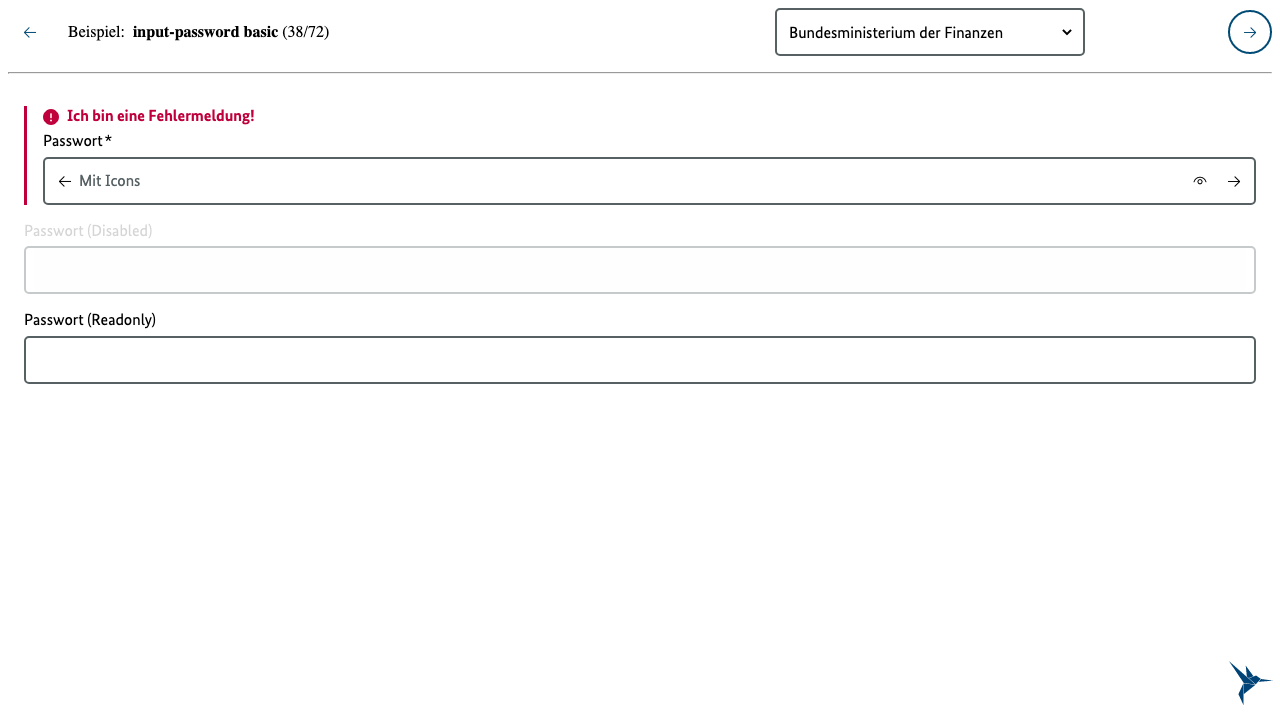 Beispiel: input-password basic (38/72)
Bundesministerium der Finanzen
Ich bin eine Fehlermeldung!
Passwort*
Mit Icons
Passwort (Disabled)
Passwort (Readonly)